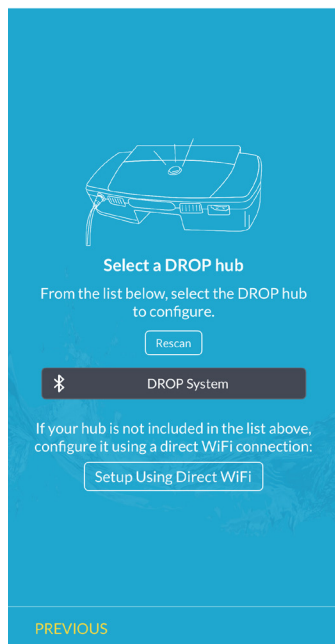 Select a DROP hub
From the list below, select the DROP hub
to configure.
Rescan
DROP System
If your hub is not included in the list above,
configure it using a direct WiFi connection:
Setup Using Direct WiFi
PREVIOUS